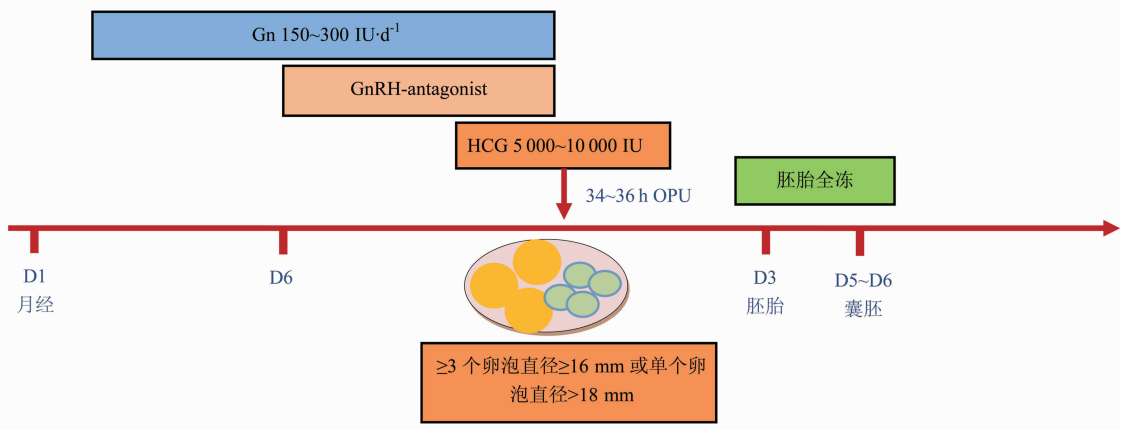 Gn 150~300 IU·d⁻¹
GnRH-antagonist
HCG 5 000~10 000 IU
34~36 h OPU
胚胎全冻
D1
月经
D6
D3
胚胎
D5~D6
囊胚
≥3 个卵泡直径≥16 mm 或单个卵
泡直径>18 mm